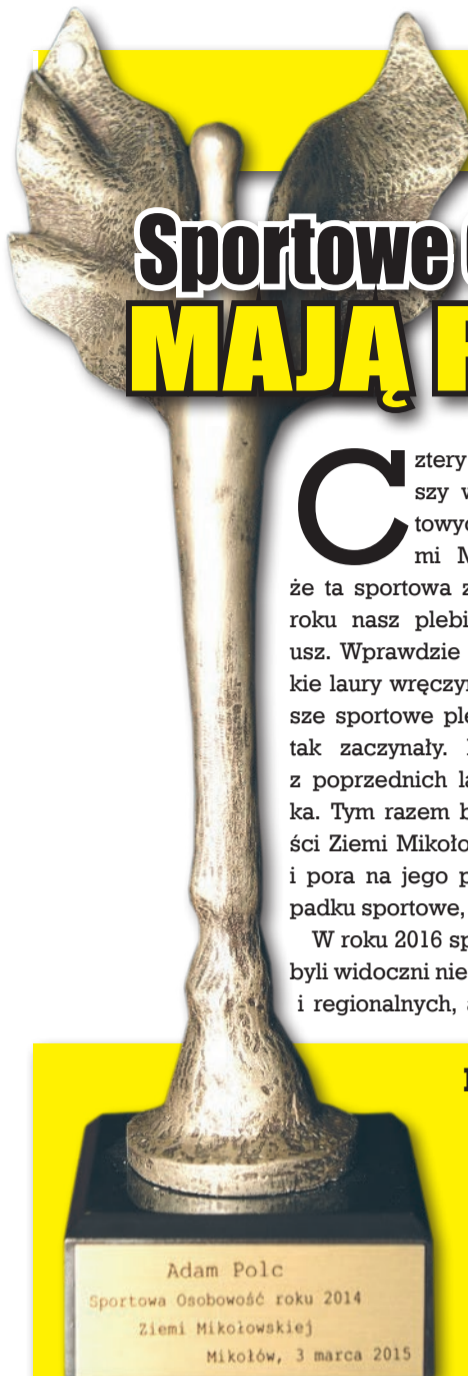 Sportowe
MAJĄ
Cztery
szy
towyc
mi M
że ta sportowa z
roku nasz plebi
usz. Wprawdzie
kie laury wręczy
sze sportowe ple
tak zaczynały.
z poprzednich la
ka. Tym razem b
ści Ziemi Mikoło
i pora na jego p
padku sportowe,
W roku 2016 sp
byli widoczni nie
i regionalnych,
Adam Polc
Sportowa Osobowość roku 2014
Ziemi Mikołowskiej
Mikołów, 3 marca 2015